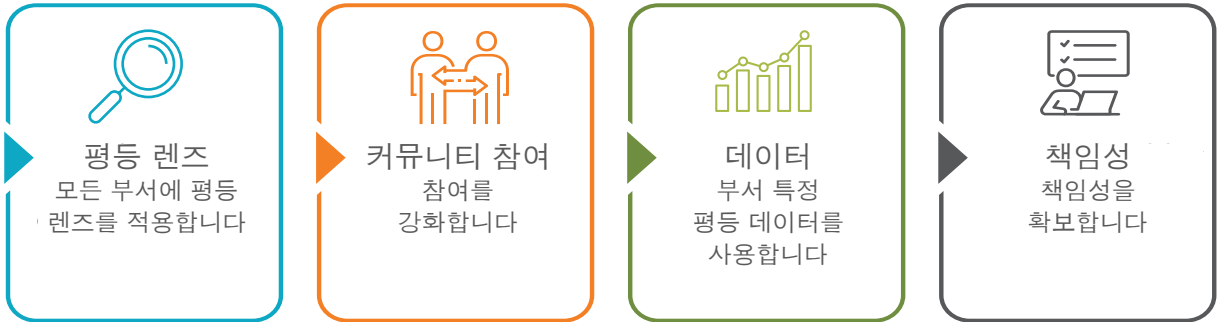 평등 렌즈
모든 부서에 평등
렌즈를 적용합니다
커뮤니티 참여
참여를
강화합니다
데이터
부서 특정
평등 데이터를
사용합니다
책임성
책임성을
확보합니다